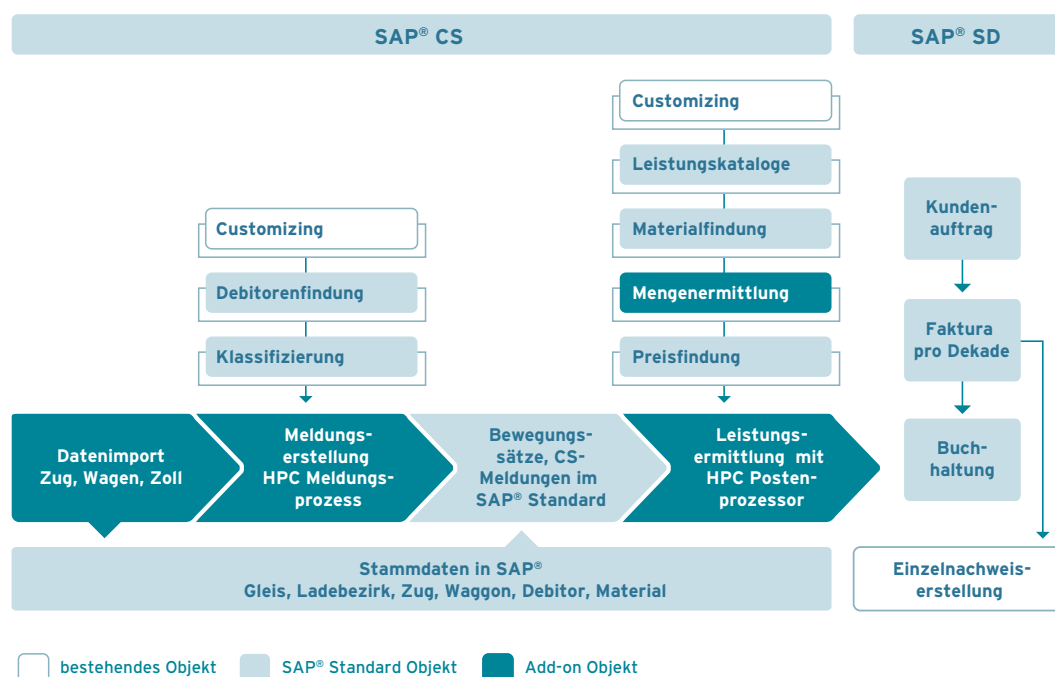 SAP® CS
SAP® SD
Customizing
Leistungskataloge
Materialfindung
Mengenermittlung
Preisfindung
Customizing
Debitorenfindung
Klassifizierung
Kunden-
auftrag
Faktura
pro Dekade
Buch-
haltung
Datenimport
Zug, Wagen, Zoll
Meldungs-
erstellung
HPC Meldungs-
prozess
Bewegungs-
sätze, CS-
Meldungen im
SAP® Standard
Leistungs-
ermittlung mit
HPC Posten-
prozessor
Stammdaten in SAP®
Gleis, Ladebezirk, Zug, Waggon, Debitor, Material
Einzelnachweis-
erstellung
bestehendes Objekt
SAP® Standard Objekt
Add-on Objekt